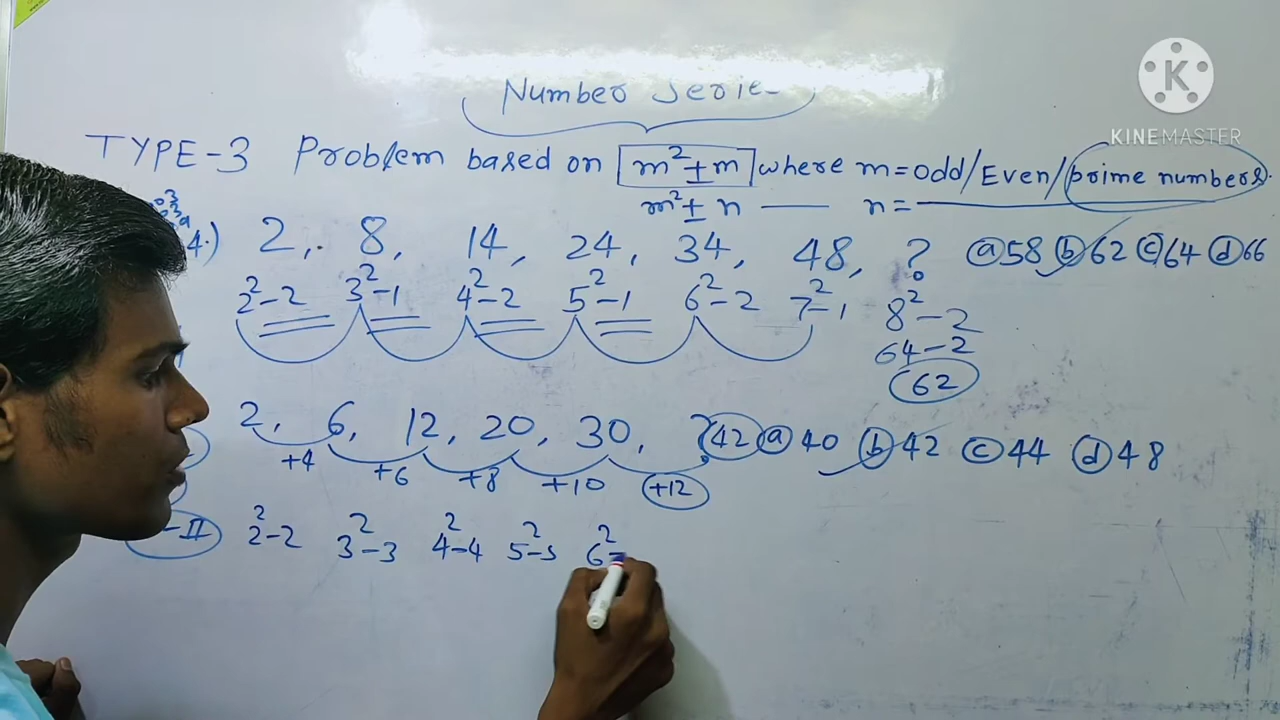 K
KINEMASTER
Number Serie
TYPE-3 Problem based on m²±m where m=odd/Even/prime numbers.
m²± n — n=
4.) 2, 8, 14, 24, 34, 48, ? ⓐ58 ⓑ62 ⓒ64 ⓓ66
2²-2 3²-1 4²-2 5²-1 6²-2 7²-1 8²-2
64-2
62
2, 6, 12, 20, 30, ? 42 ⓐ40 ⓑ42 ⓒ44 ⓓ48
+4 +6 +8 +10 +12
-II 2²-2 3²-3 4²-4 5²-5 6²-